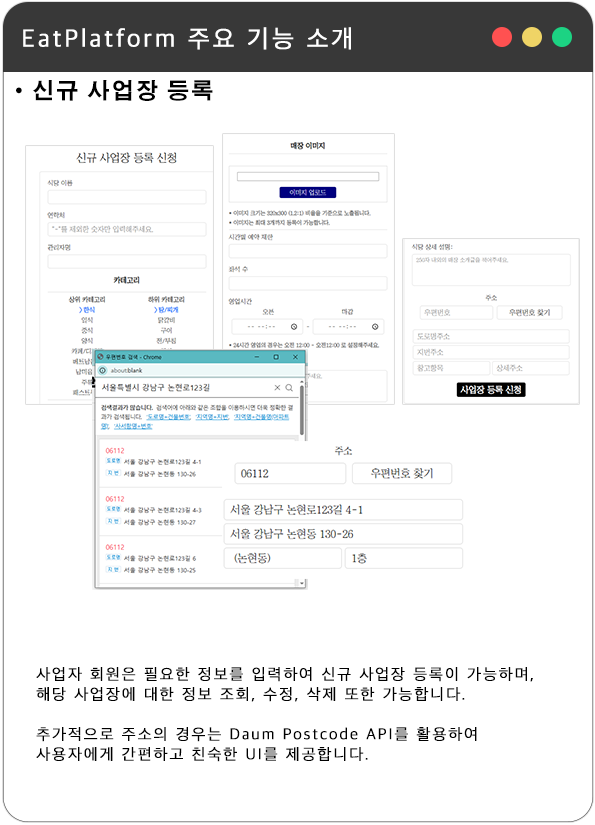 EatPlatform 주요 기능 소개
• 신규 사업장 등록
신규 사업장 등록 신청
식당 이름
연락처
"-"를 제외한 숫자만 입력해주세요.
관리자명
카테고리
상위 카테고리 하위 카테고리
> 한식 > 탕/찌개
일식 닭갈비
중식 구이
양식 전/부침
카페/디
베트남
남미음
주
패스트
매장 이미지
이미지 업로드
• 이미지 크기는 320x300 (1.2:1) 비율을 기준으로 노출됩니다.
• 이미지는 최대 3개까지 등록이 가능합니다.
시간별 예약 제한
좌석 수
영업시간
오픈 마감
--:-- - --:--
• 24시간 영업의 경우는 오전 12:00 ~ 오전12:00 로 설정해주세요.
식당 상세 설명:
250자 내외의 매장 소개글을 적어주세요.
주소
우편번호 우편번호 찾기
도로명주소
지번주소
참고항목 상세주소
사업장 등록 신청
우편번호 검색 - Chrome
about:blank
서울특별시 강남구 논현로123길
검색결과가 없습니다. 검색어에 아래와 같은 조합을 이용하시면 더욱 정확한 결
과가 검색됩니다. '도로명+건물번호', '지역명+지번', '지역명+건물명(아파트
명)', '사서함명+번호'
06112
도로명 서울 강남구 논현로123길 4-1
지번 서울 강남구 논현동 130-26
06112
도로명 서울 강남구 논현로123길 4-3
지번 서울 강남구 논현동 130-27
06112
도로명 서울 강남구 논현로123길 6
지번 서울 강남구 논현동 130-25
주소
06112 우편번호 찾기
서울 강남구 논현로123길 4-1
서울 강남구 논현동 130-26
(논현동) 1층
사업자 회원은 필요한 정보를 입력하여 신규 사업장 등록이 가능하며,
해당 사업장에 대한 정보 조회, 수정, 삭제 또한 가능합니다.
추가적으로 주소의 경우는 Daum Postcode API를 활용하여
사용자에게 간편하고 친숙한 UI를 제공합니다.